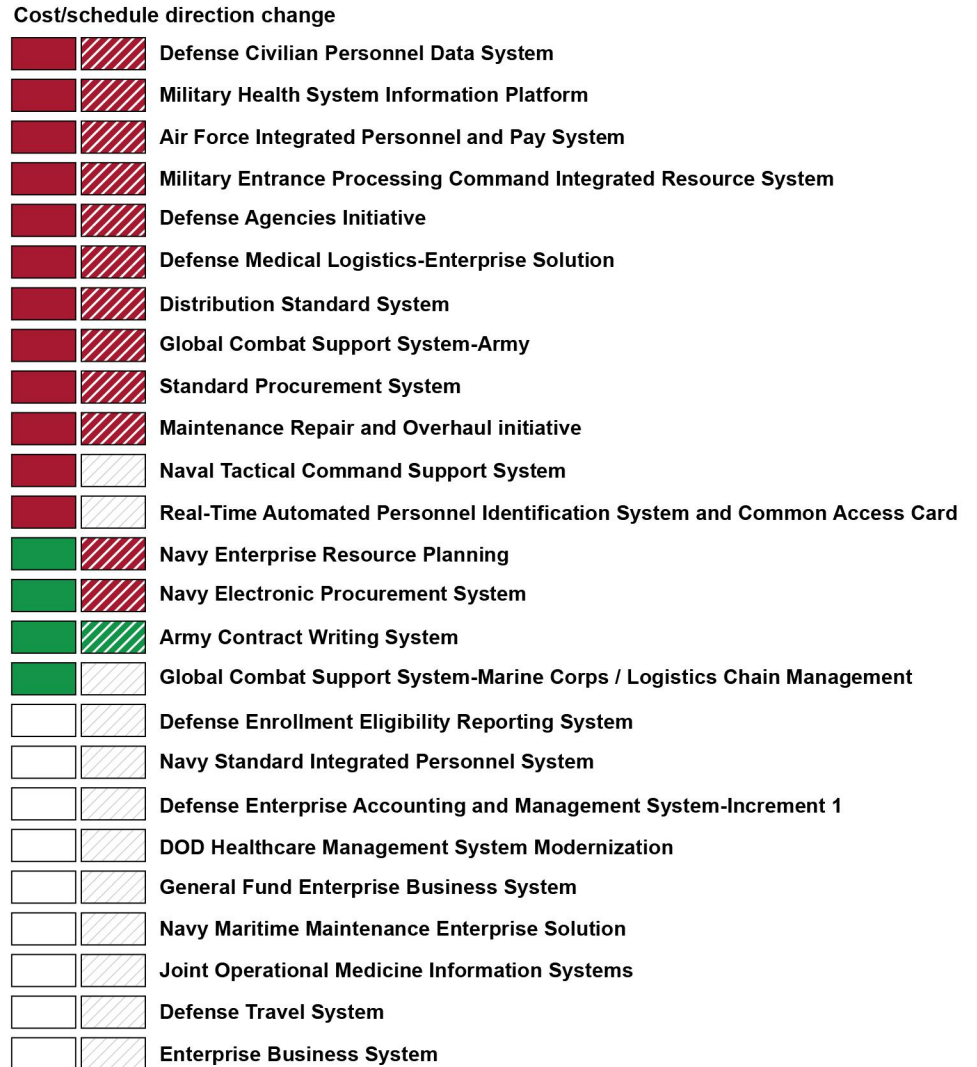 Cost/schedule direction change
Defense Civilian Personnel Data System
Military Health System Information Platform
Air Force Integrated Personnel and Pay System
Military Entrance Processing Command Integrated Resource System
Defense Agencies Initiative
Defense Medical Logistics-Enterprise Solution
Distribution Standard System
Global Combat Support System-Army
Standard Procurement System
Maintenance Repair and Overhaul initiative
Naval Tactical Command Support System
Real-Time Automated Personnel Identification System and Common Access Card
Navy Enterprise Resource Planning
Navy Electronic Procurement System
Army Contract Writing System
Global Combat Support System-Marine Corps / Logistics Chain Management
Defense Enrollment Eligibility Reporting System
Navy Standard Integrated Personnel System
Defense Enterprise Accounting and Management System-Increment 1
DOD Healthcare Management System Modernization
General Fund Enterprise Business System
Navy Maritime Maintenance Enterprise Solution
Joint Operational Medicine Information Systems
Defense Travel System
Enterprise Business System